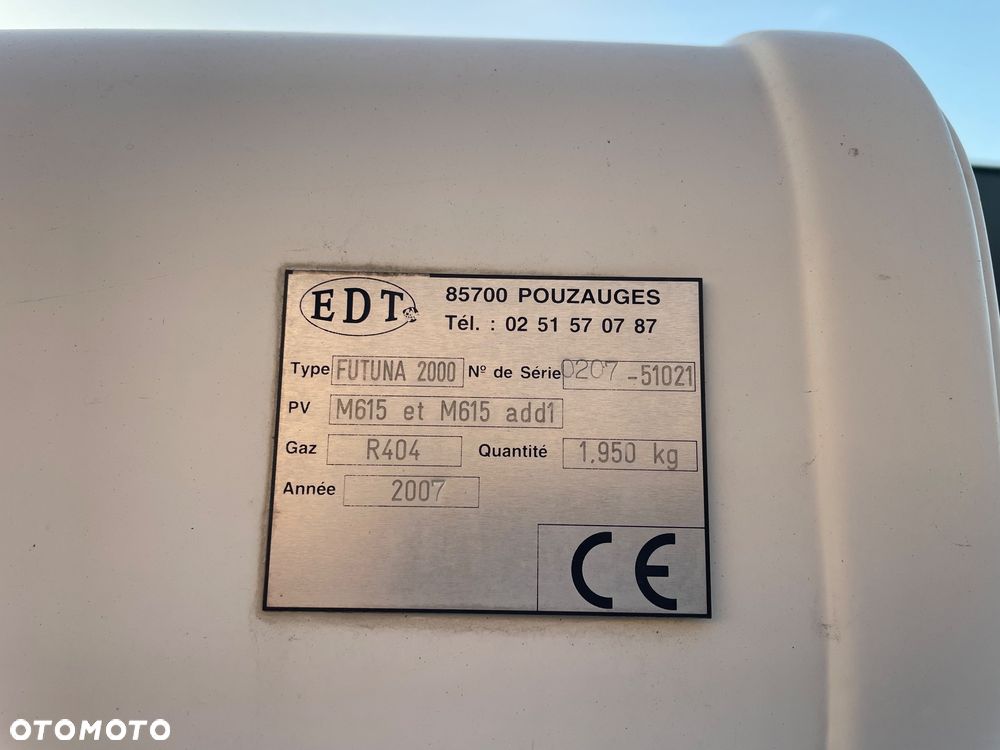 EDT
85700 POUZAUGES
Tél. : 02 51 57 07 87
Type FUTUNA 2000 Nº de Série 0207-51021
PV M615 et M615 add1
Gaz R404 Quantité 1,950 kg
Année 2007
CE
OTOMOTO